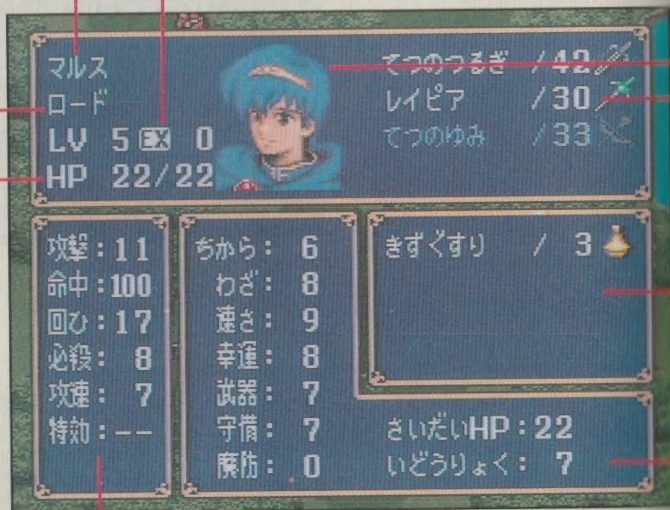 マルス
ロード
LV 5 EX 0
HP 22/22
てつのつるぎ /42
レイピア /30
てつのゆみ /33
攻撃：11
命中：100
回ひ：17
必殺： 8
攻速： 7
特効：--
ちから： 6
わざ： 8
速さ： 9
幸運： 8
武器： 7
守備： 7
魔防： 0
きずぐすり / 3
さいだいHP：22
いどうりょく： 7